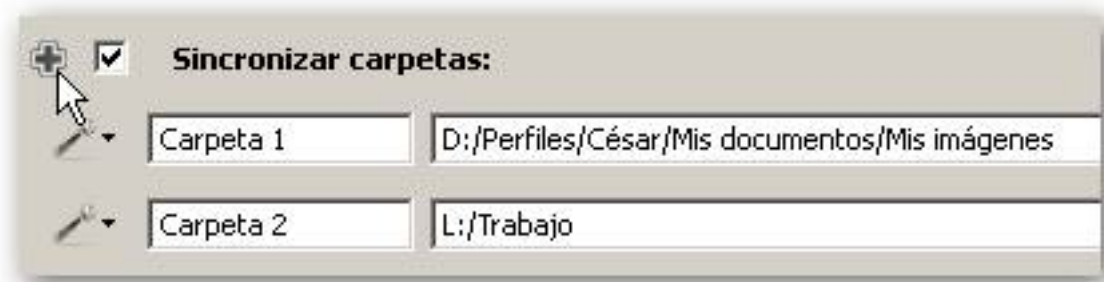 Sincronizar carpetas:
Carpeta 1 D:/Perfiles/César/Mis documentos/Mis imágenes
Carpeta 2 L:/Trabajo